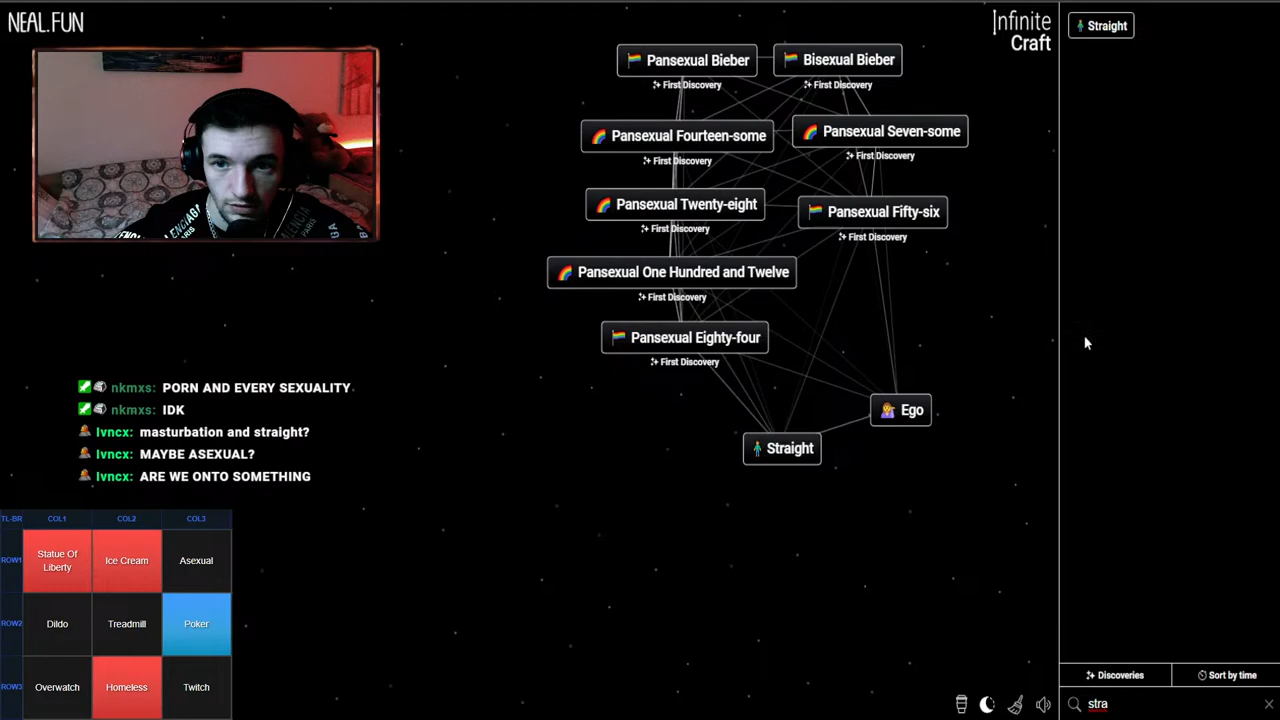 NEAL.FUN
Infinite
Craft
Straight
Pansexual Bieber
First Discovery
Bisexual Bieber
First Discovery
Pansexual Fourteen-some
First Discovery
Pansexual Seven-some
First Discovery
Pansexual Twenty-eight
First Discovery
Pansexual Fifty-six
First Discovery
Pansexual One Hundred and Twelve
First Discovery
Pansexual Eighty-four
First Discovery
Ego
Straight
nkmxs: PORN AND EVERY SEXUALITY
nkmxs: IDK
lvncx: masturbation and straight?
lvncx: MAYBE ASEXUAL?
lvncx: ARE WE ONTO SOMETHING
TL-BR COL1 COL2 COL3
ROW1 Statue Of Liberty Ice Cream Asexual
ROW2 Dildo Treadmill Poker
ROW3 Overwatch Homeless Twitch
Discoveries
Sort by time
stra
BALENCIAGA
PARIS